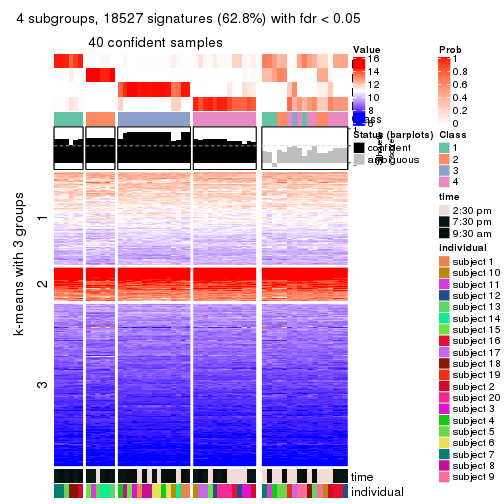 4 subgroups, 18527 signatures (62.8%) with fdr < 0.05
40 confident samples
k-means with 3 groups
1
2
3
Value
16
14
12
10
8
6
Status (barplots)
confident
ambiguous
Prob
1
0.8
0.6
0.4
0.2
0
Class
1
2
3
4
time
2:30 pm
7:30 pm
9:30 am
individual
subject 1
subject 10
subject 11
subject 12
subject 13
subject 14
subject 15
subject 16
subject 17
subject 18
subject 19
subject 2
subject 20
subject 3
subject 4
subject 5
subject 6
subject 7
subject 8
subject 9
time
individual